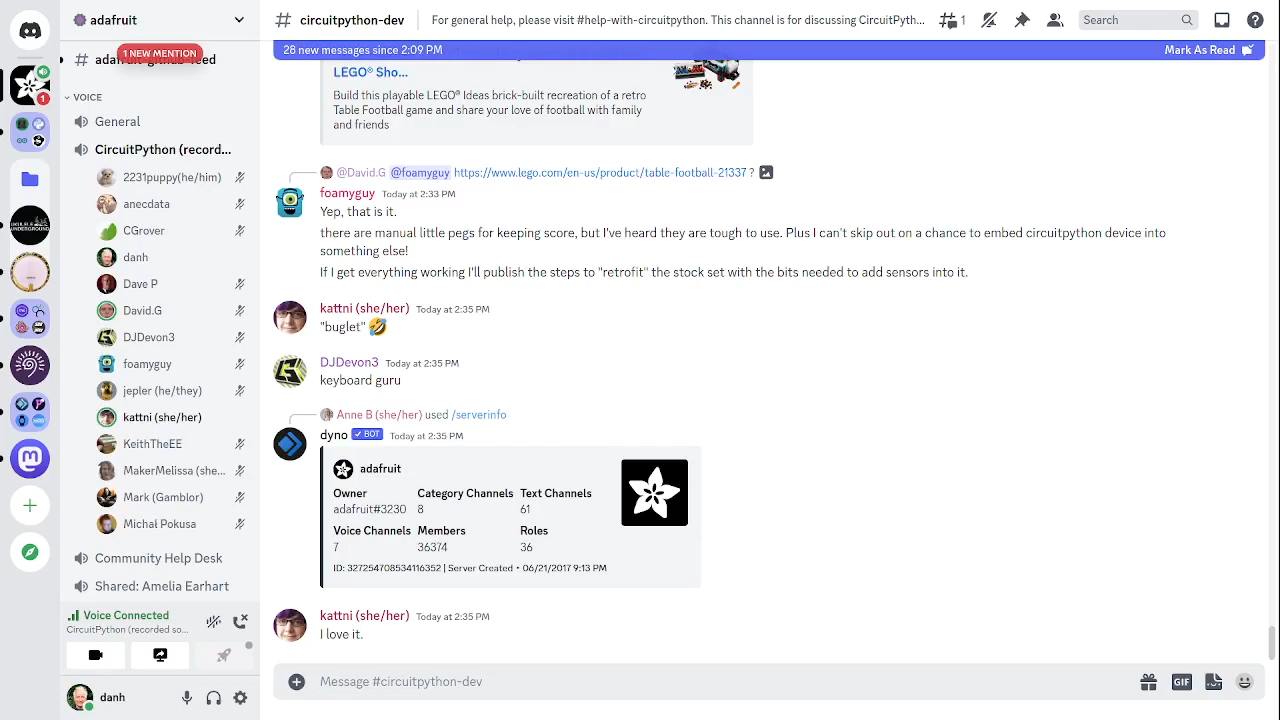 adafruit
# circuitpython-dev
For general help, please visit #help-with-circuitpython. This channel is for discussing CircuitPyth...
1
Search
1 NEW MENTION
28 new messages since 2:09 PM
Mark As Read
VOICE
General
CircuitPython (record...
2231puppy(he/him)
anecdata
CGrover
danh
Dave P
David.G
DJDevon3
foamyguy
jepler (he/they)
kattni (she/her)
KeithTheEE
MakerMelissa (she...
Mark (Gamblor)
Michał Pokusa
Community Help Desk
Shared: Amelia Earhart
Voice Connected
CircuitPython (recorded so...
danh
LEGO® Sho...
Build this playable LEGO® Ideas brick-built recreation of a retro
Table Football game and share your love of football with family
and friends
@David.G @foamyguy https://www.lego.com/en-us/product/table-football-21337 ?
foamyguy Today at 2:33 PM
Yep, that is it.
there are manual little pegs for keeping score, but I've heard they are tough to use. Plus I can't skip out on a chance to embed circuitpython device into
something else!
If I get everything working I'll publish the steps to "retrofit" the stock set with the bits needed to add sensors into it.
kattni (she/her) Today at 2:35 PM
"buglet" 🤣
DJDevon3 Today at 2:35 PM
keyboard guru
Anne B (she/her) used /serverinfo
dyno ✓ BOT Today at 2:35 PM
adafruit
Owner Category Channels Text Channels
adafruit#3230 8 61
Voice Channels Members Roles
7 36374 36
ID: 327254708534116352 | Server Created • 06/21/2017 9:13 PM
kattni (she/her) Today at 2:35 PM
I love it.
Message #circuitpython-dev
GIF